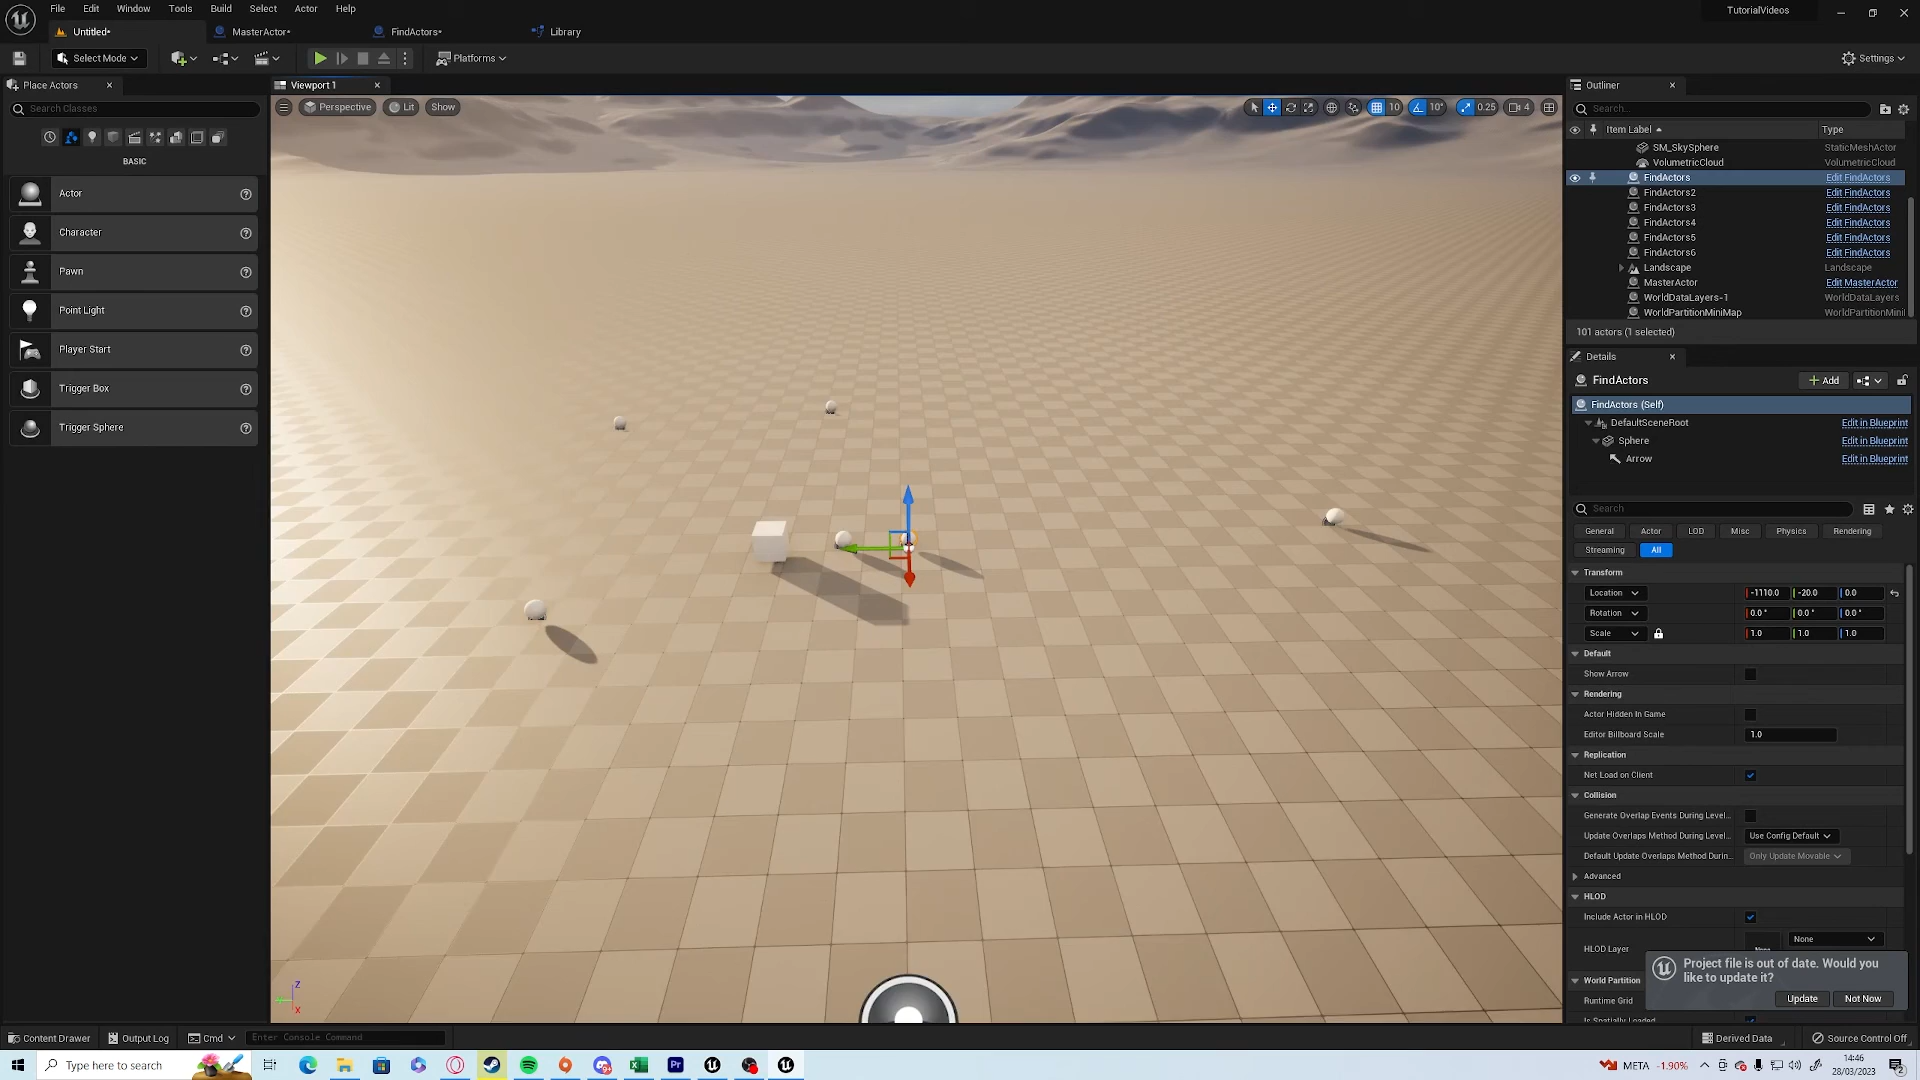 File Edit Window Tools Build Select Actor Help
TutorialVideos
Untitled* MasterActor* FindActors* Library
Select Mode Platforms Settings
Place Actors
Search Classes
BASIC
Actor
Character
Pawn
Point Light
Player Start
Trigger Box
Trigger Sphere
Viewport 1
Perspective Lit Show
10 10° 0.25 4
Outliner
Search...
Item Label Type
SM_SkySphere StaticMeshActor
VolumetricCloud VolumetricCloud
FindActors Edit FindActors
FindActors2 Edit FindActors
FindActors3 Edit FindActors
FindActors4 Edit FindActors
FindActors5 Edit FindActors
FindActors6 Edit FindActors
Landscape Landscape
MasterActor Edit MasterActor
WorldDataLayers-1 WorldDataLayers
WorldPartitionMiniMap WorldPartitionMini
101 actors (1 selected)
Details
FindActors Add
FindActors (Self)
DefaultSceneRoot Edit in Blueprint
Sphere Edit in Blueprint
Arrow Edit in Blueprint
Search
General Actor LOD Misc Physics Rendering
Streaming All
Transform
Location -1110.0 -20.0 0.0
Rotation 0.0° 0.0° 0.0°
Scale 1.0 1.0 1.0
Default
Show Arrow
Rendering
Actor Hidden In Game
Editor Billboard Scale 1.0
Replication
Net Load on Client
Collision
Generate Overlap Events During Level...
Update Overlaps Method During Level... Use Config Default
Default Update Overlaps Method Durin... Only Update Movable
Advanced
HLOD
Include Actor in HLOD
HLOD Layer None None
World Partition
Runtime Grid
Is Spatially Loaded
Project file is out of date. Would you
like to update it?
Update Not Now
Z
X
Content Drawer Output Log Cmd Enter Console Command
Derived Data Source Control Off
Type here to search
META -1.90%
14:46
28/03/2023